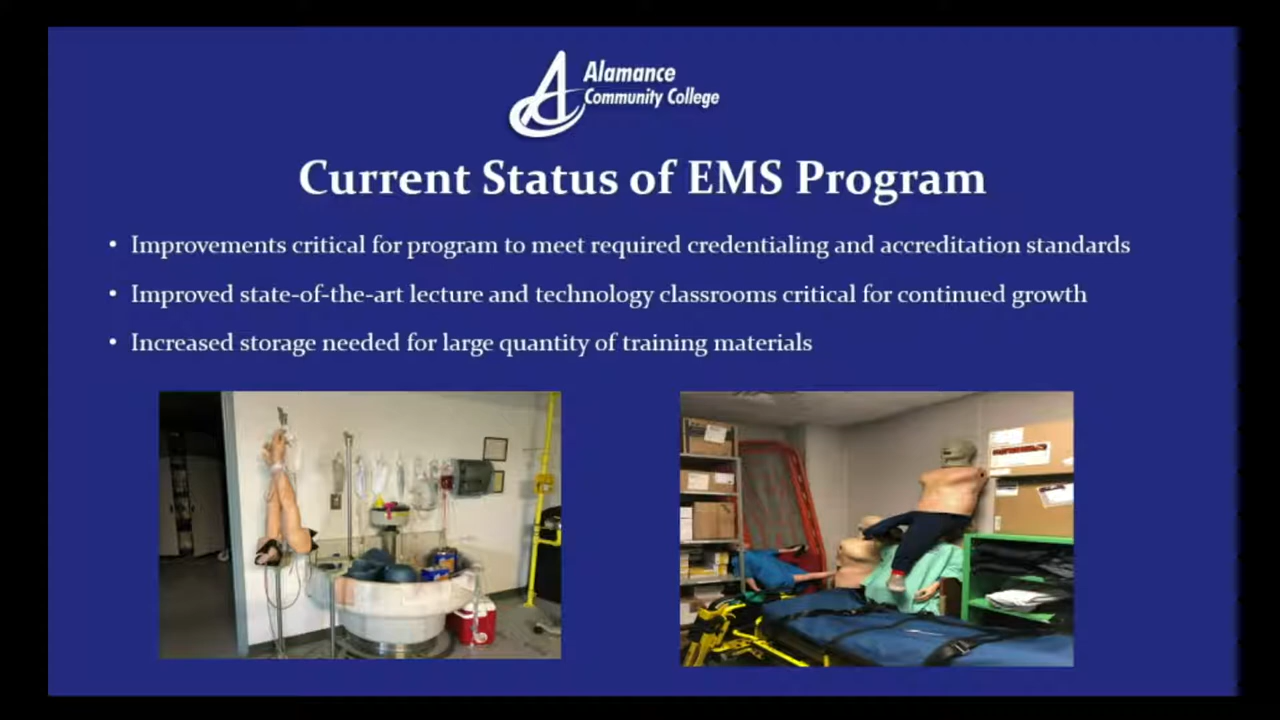 Alamance
Community College
Current Status of EMS Program
• Improvements critical for program to meet required credentialing and accreditation standards
• Improved state-of-the-art lecture and technology classrooms critical for continued growth
• Increased storage needed for large quantity of training materials